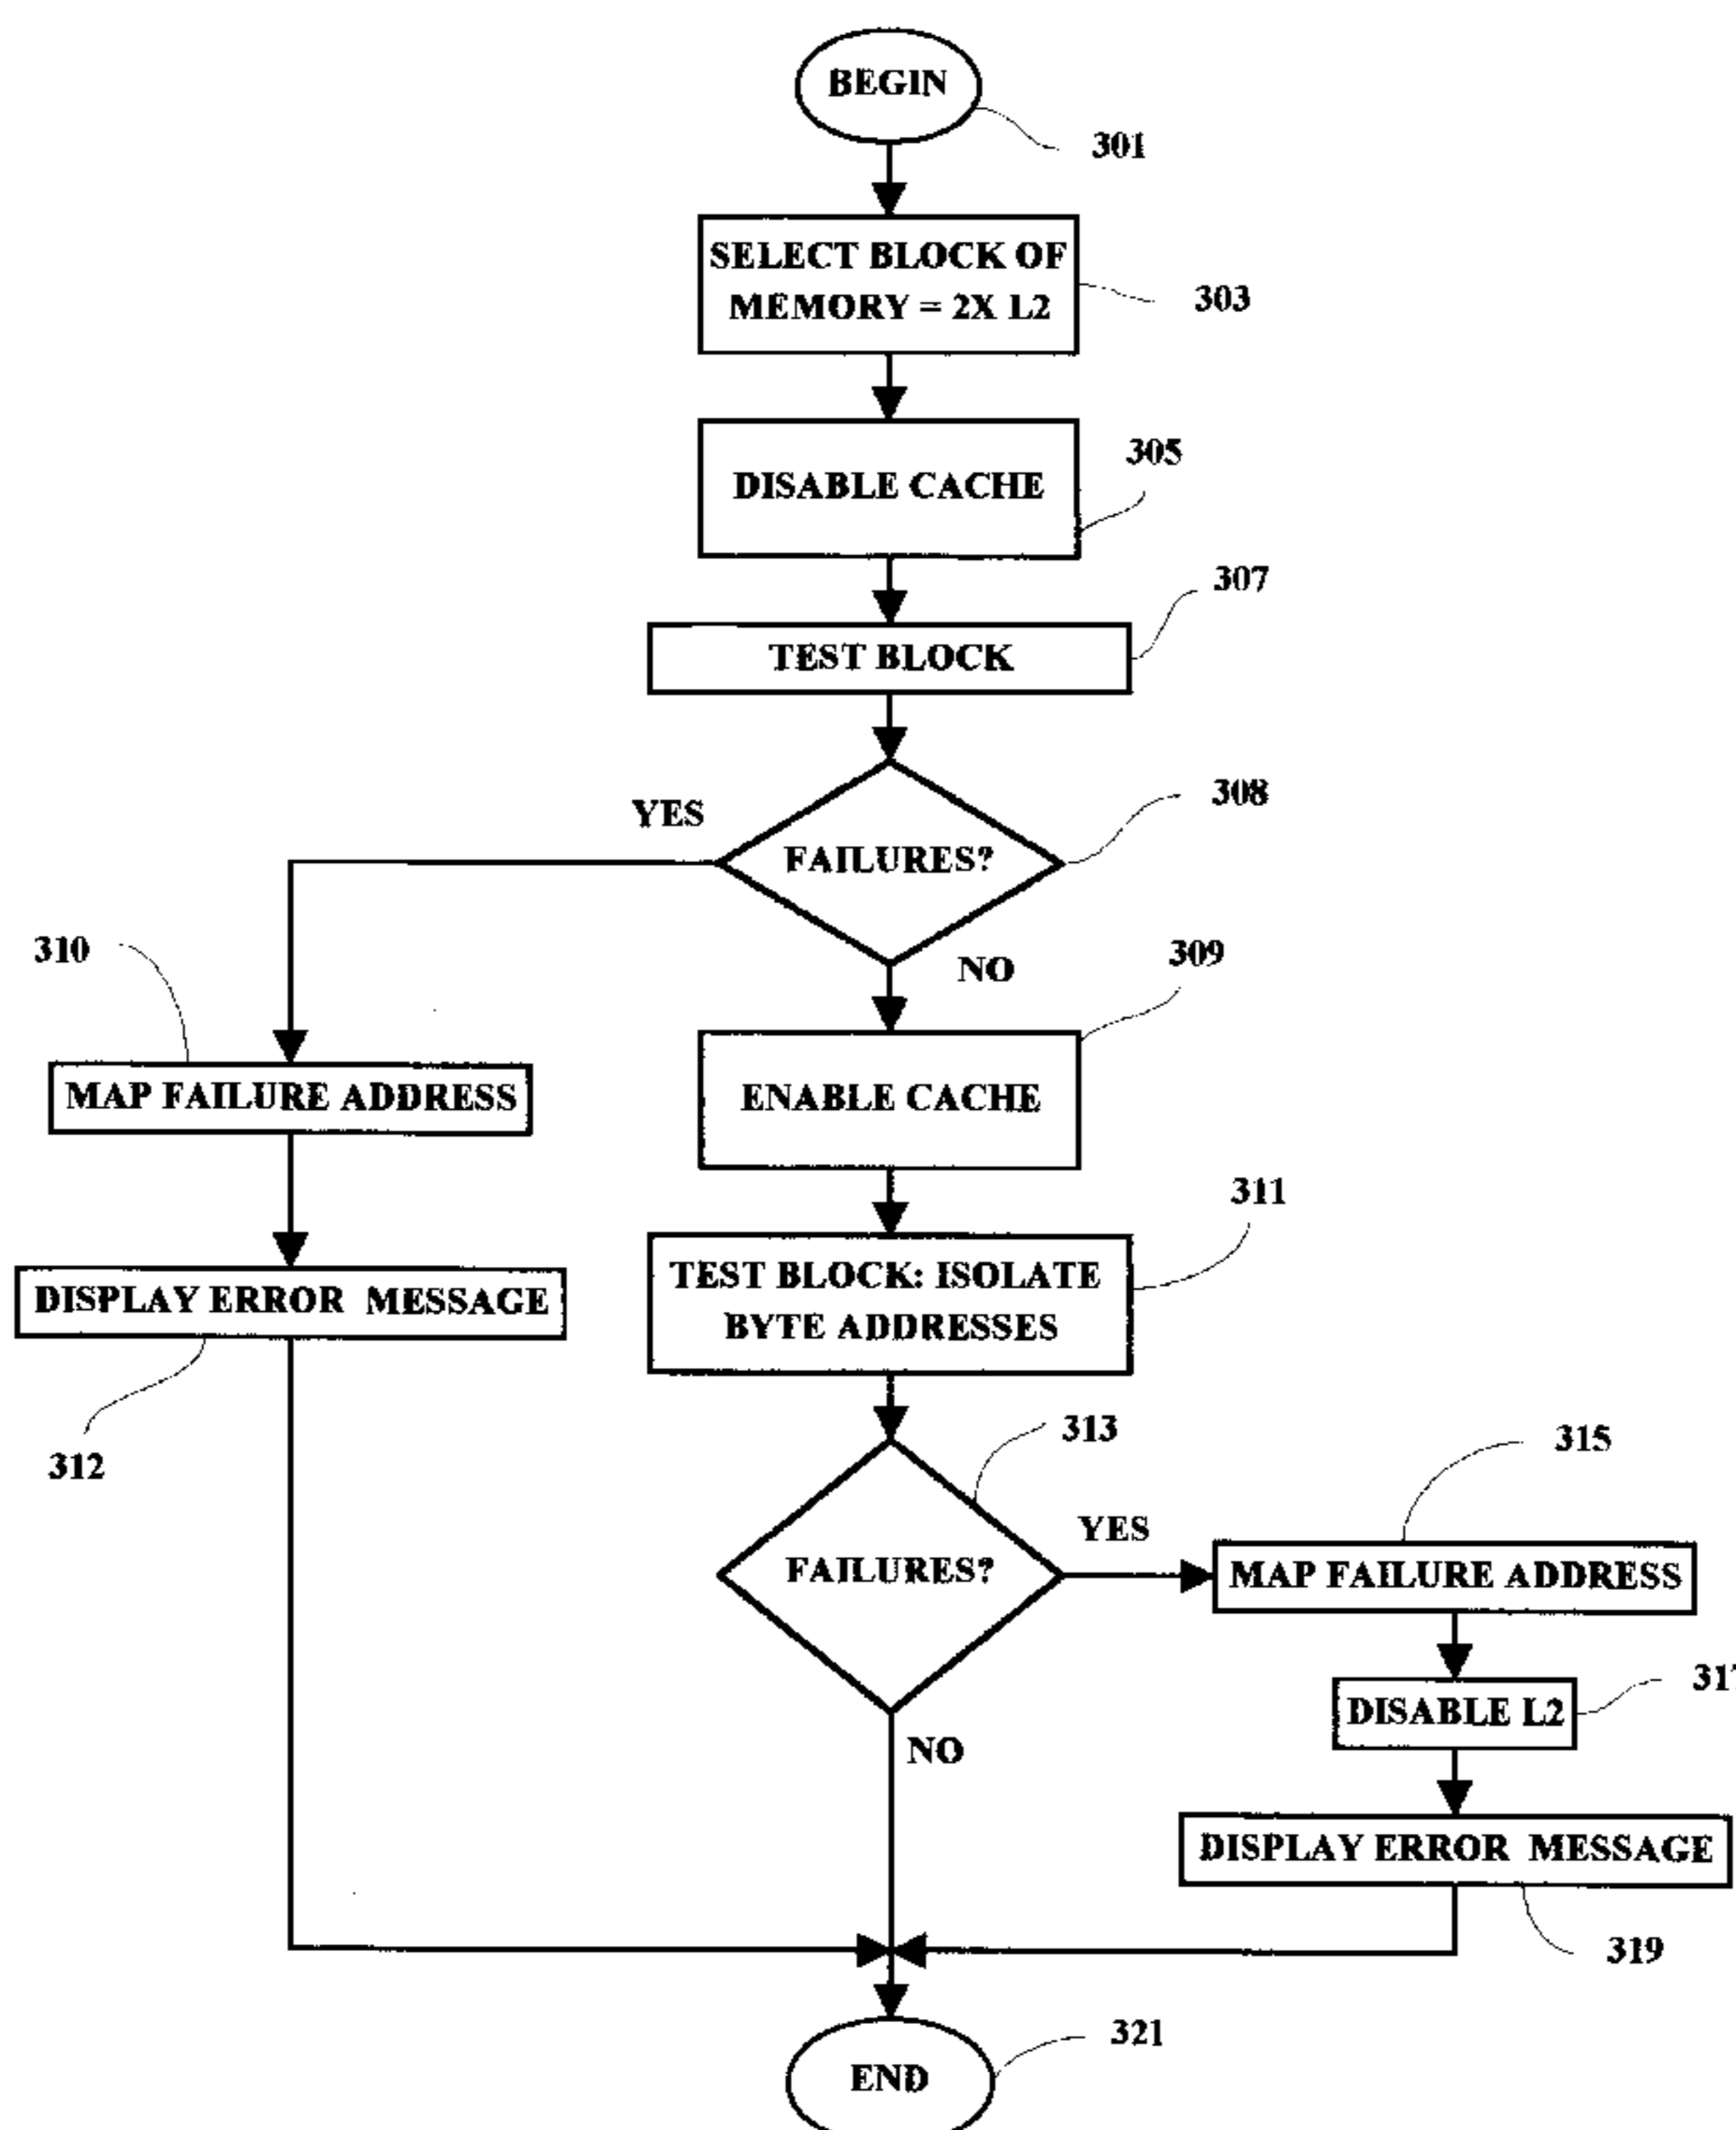 BEGIN
301
SELECT BLOCK OF
MEMORY = 2X L2
303
DISABLE CACHE
305
TEST BLOCK
307
FAILURES?
308
YES
NO
310
MAP FAILURE ADDRESS
DISPLAY ERROR MESSAGE
312
309
ENABLE CACHE
311
TEST BLOCK: ISOLATE
BYTE ADDRESSES
313
FAILURES?
YES
NO
315
MAP FAILURE ADDRESS
DISABLE L2
DISPLAY ERROR MESSAGE
319
END
321